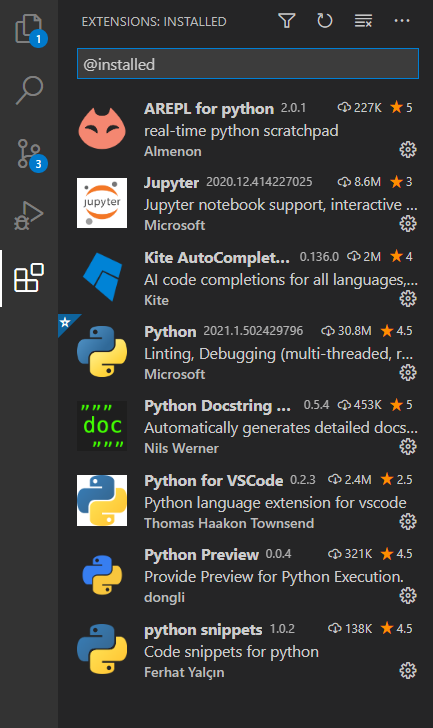 EXTENSIONS: INSTALLED
1
@installed
AREPL for python 2.0.1 227K 5
real-time python scratchpad
Almenon
3
Jupyter 2020.12.414227025 8.6M 3
jupyter
Jupyter notebook support, interactive ...
Microsoft
Kite AutoComplet... 0.136.0 2M 4
AI code completions for all languages,...
Kite
Python 2021.1.502429796 30.8M 4.5
Linting, Debugging (multi-threaded, r...
Microsoft
Python Docstring ... 0.5.4 453K 5
"""
doc
"""
Automatically generates detailed docs...
Nils Werner
Python for VSCode 0.2.3 2.4M 2.5
Python language extension for vscode
Thomas Haakon Townsend
Python Preview 0.0.4 321K 4.5
Provide Preview for Python Execution.
dongli
python snippets 1.0.2 138K 4.5
Code snippets for python
Ferhat Yalçın